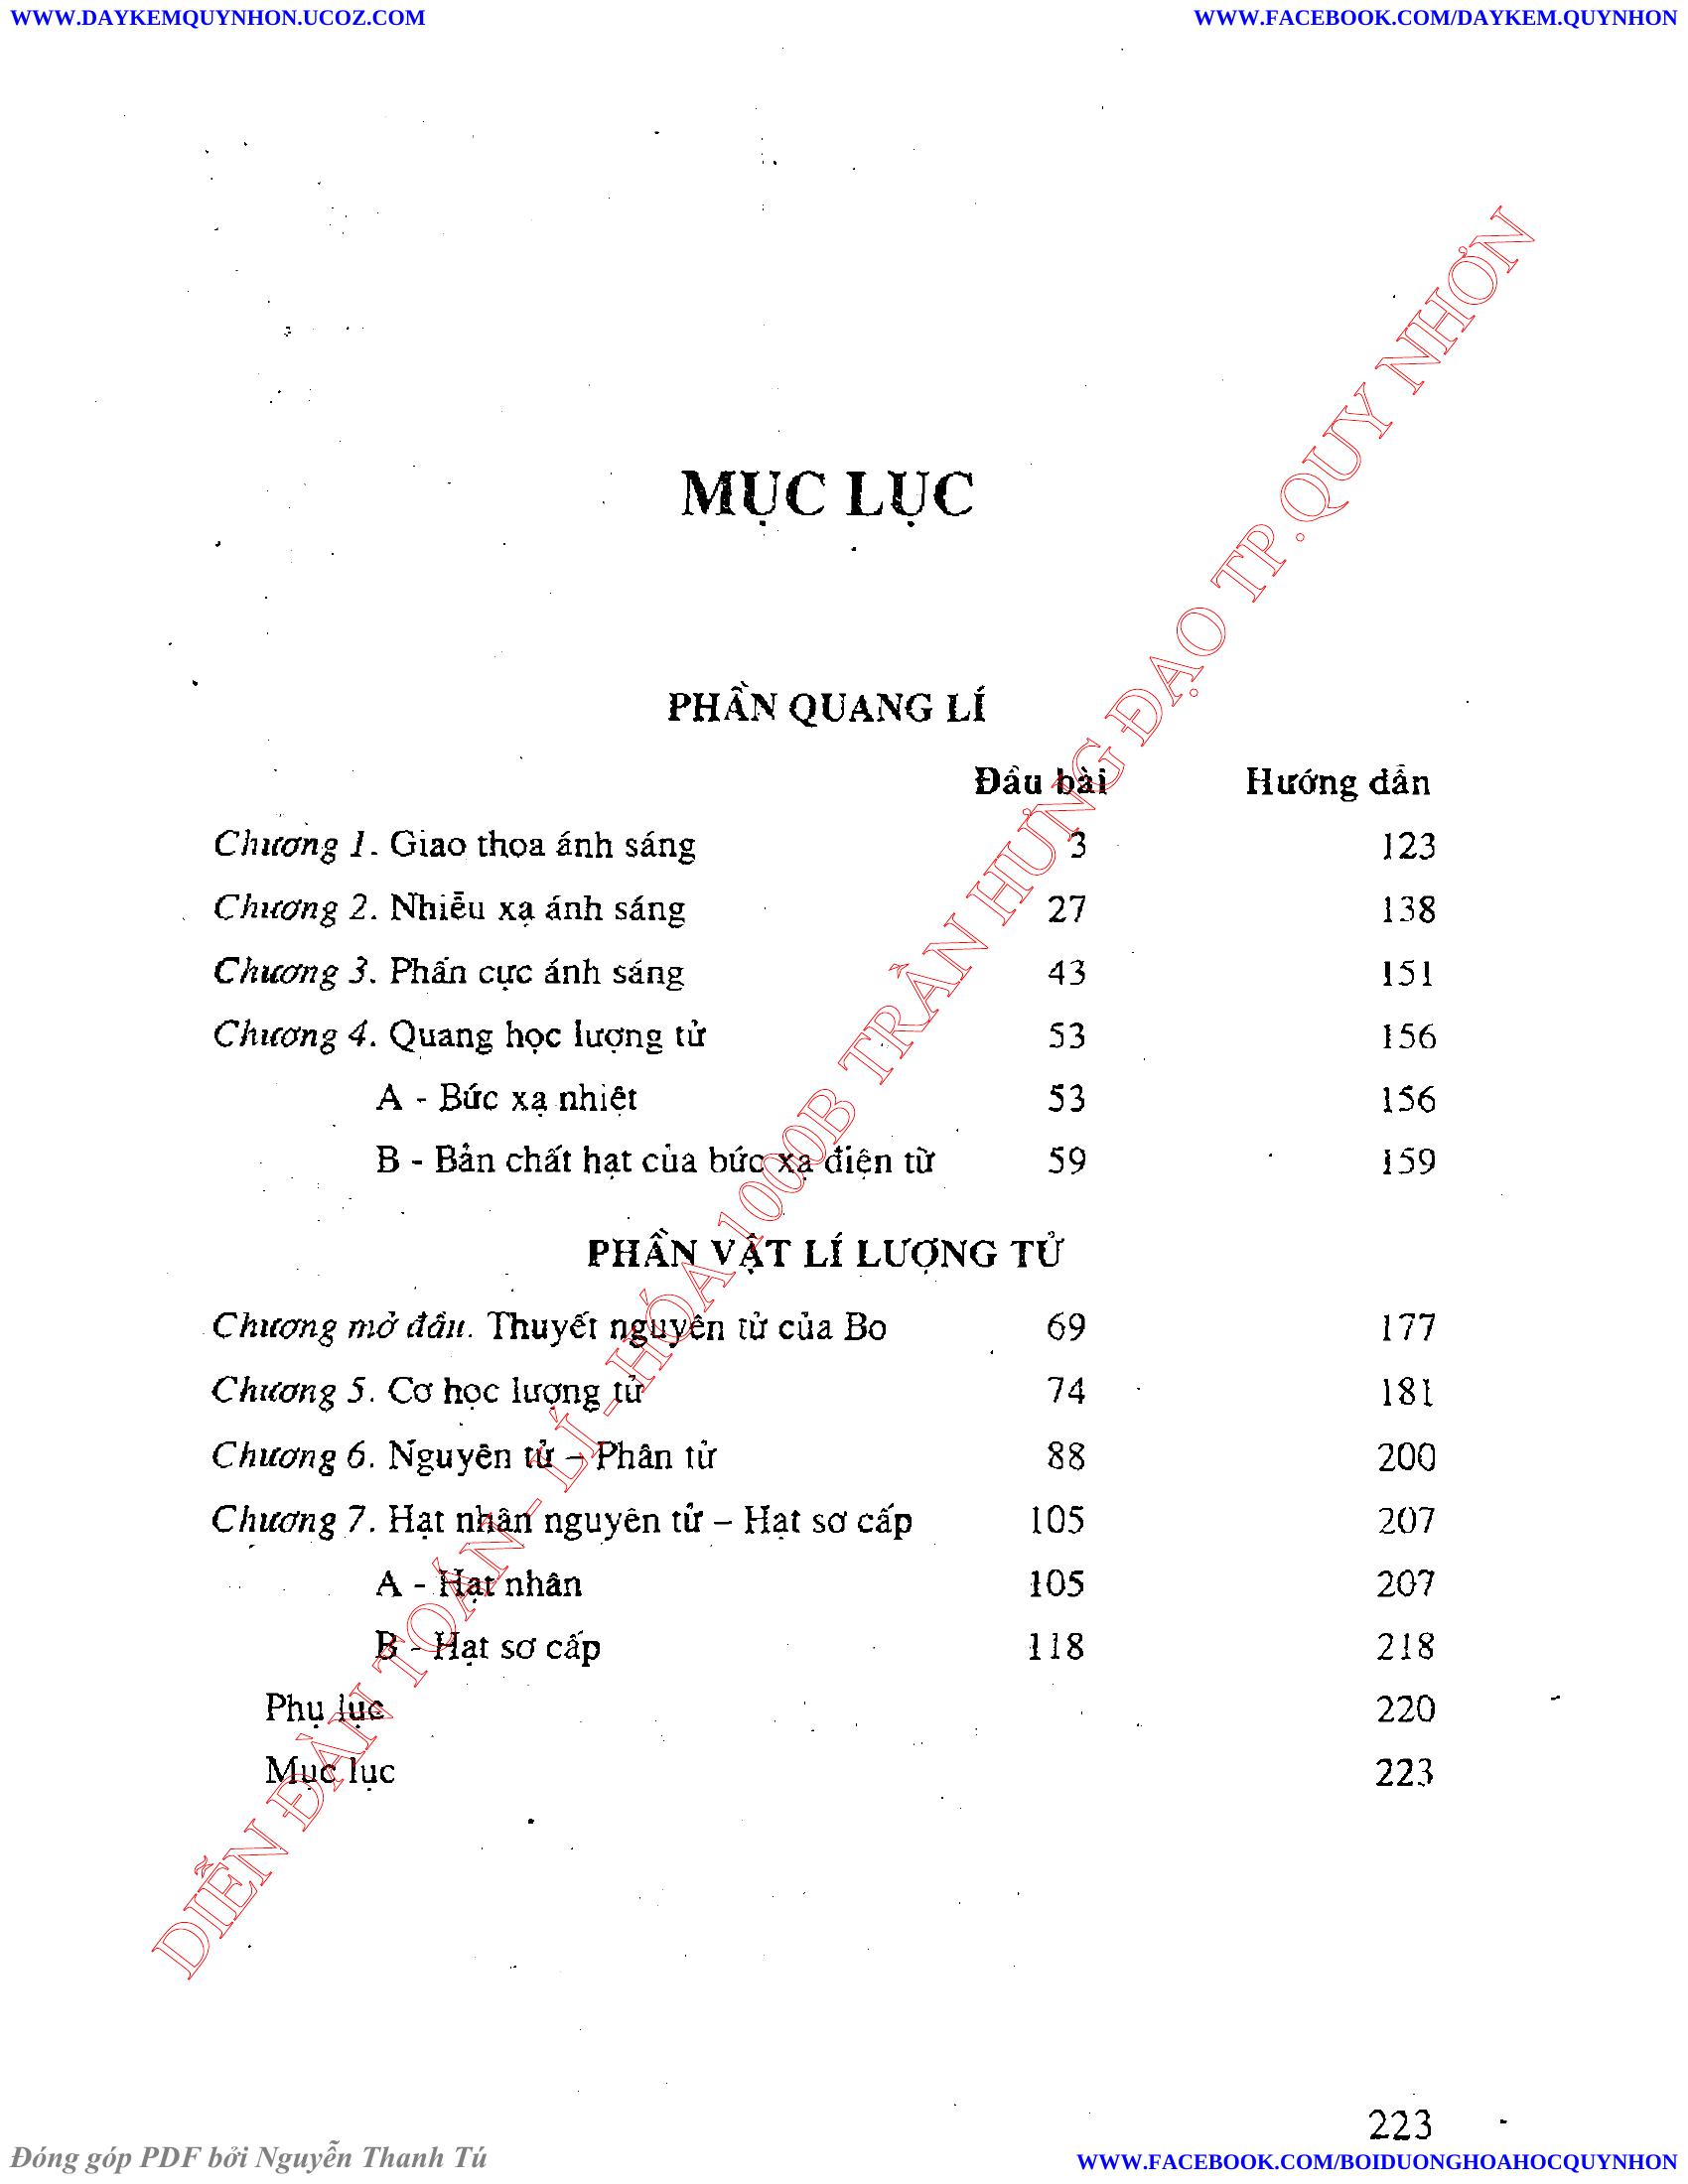 WWW.DAYKEMQUYNHON.UCOZ.COM WWW.FACEBOOK.COM/DAYKEM.QUYNHON
MỤC LỤC
PHẦN QUANG LÍ
Đầu bài Hướng dẫn
Chương 1. Giao thoa ánh sáng 3 123
Chương 2. Nhiễu xạ ánh sáng 27 138
Chương 3. Phân cực ánh sáng 43 151
Chương 4. Quang học lượng tử 53 156
A - Bức xạ nhiệt 53 156
B - Bản chất hạt của bức xạ điện từ 59 159
PHẦN VẬT LÍ LƯỢNG TỬ
Chương mở đầu. Thuyết nguyên tử của Bo 69 177
Chương 5. Cơ học lượng tử 74 181
Chương 6. Nguyên tử – Phân tử 88 200
Chương 7. Hạt nhân nguyên tử – Hạt sơ cấp 105 207
A - Hạt nhân 105 207
B - Hạt sơ cấp 118 218
Phụ lục 220
Mục lục 223
DIỄN ĐÀN TOÁN - LÍ - HÓA 1000B TRẦN HƯNG ĐẠO TP.QUY NHƠN
223
Đóng góp PDF bởi Nguyễn Thanh Tú WWW.FACEBOOK.COM/BOIDUONGHOAHOCQUYNHON